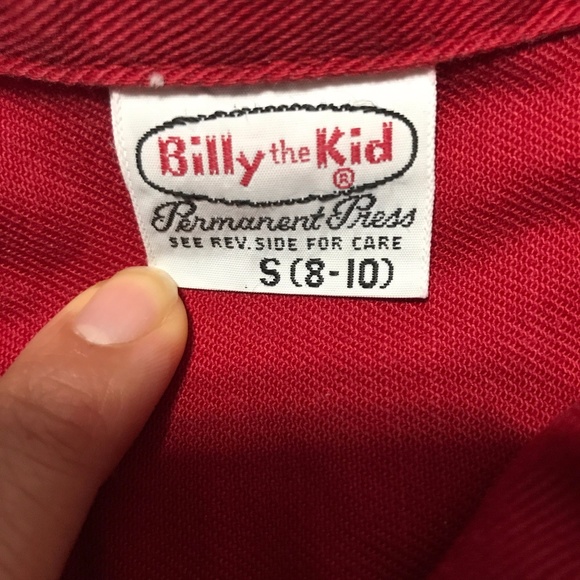 Billy the Kid ®
Permanent Press
SEE REV. SIDE FOR CARE
S (8-10)